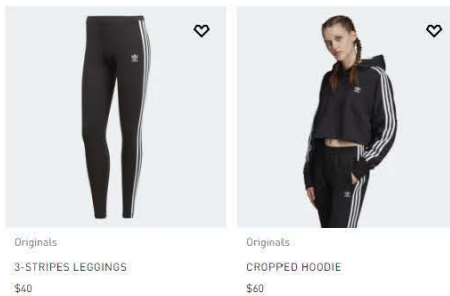 Originals
3-STRIPES LEGGINGS
$40
Originals
CROPPED HOODIE
$60